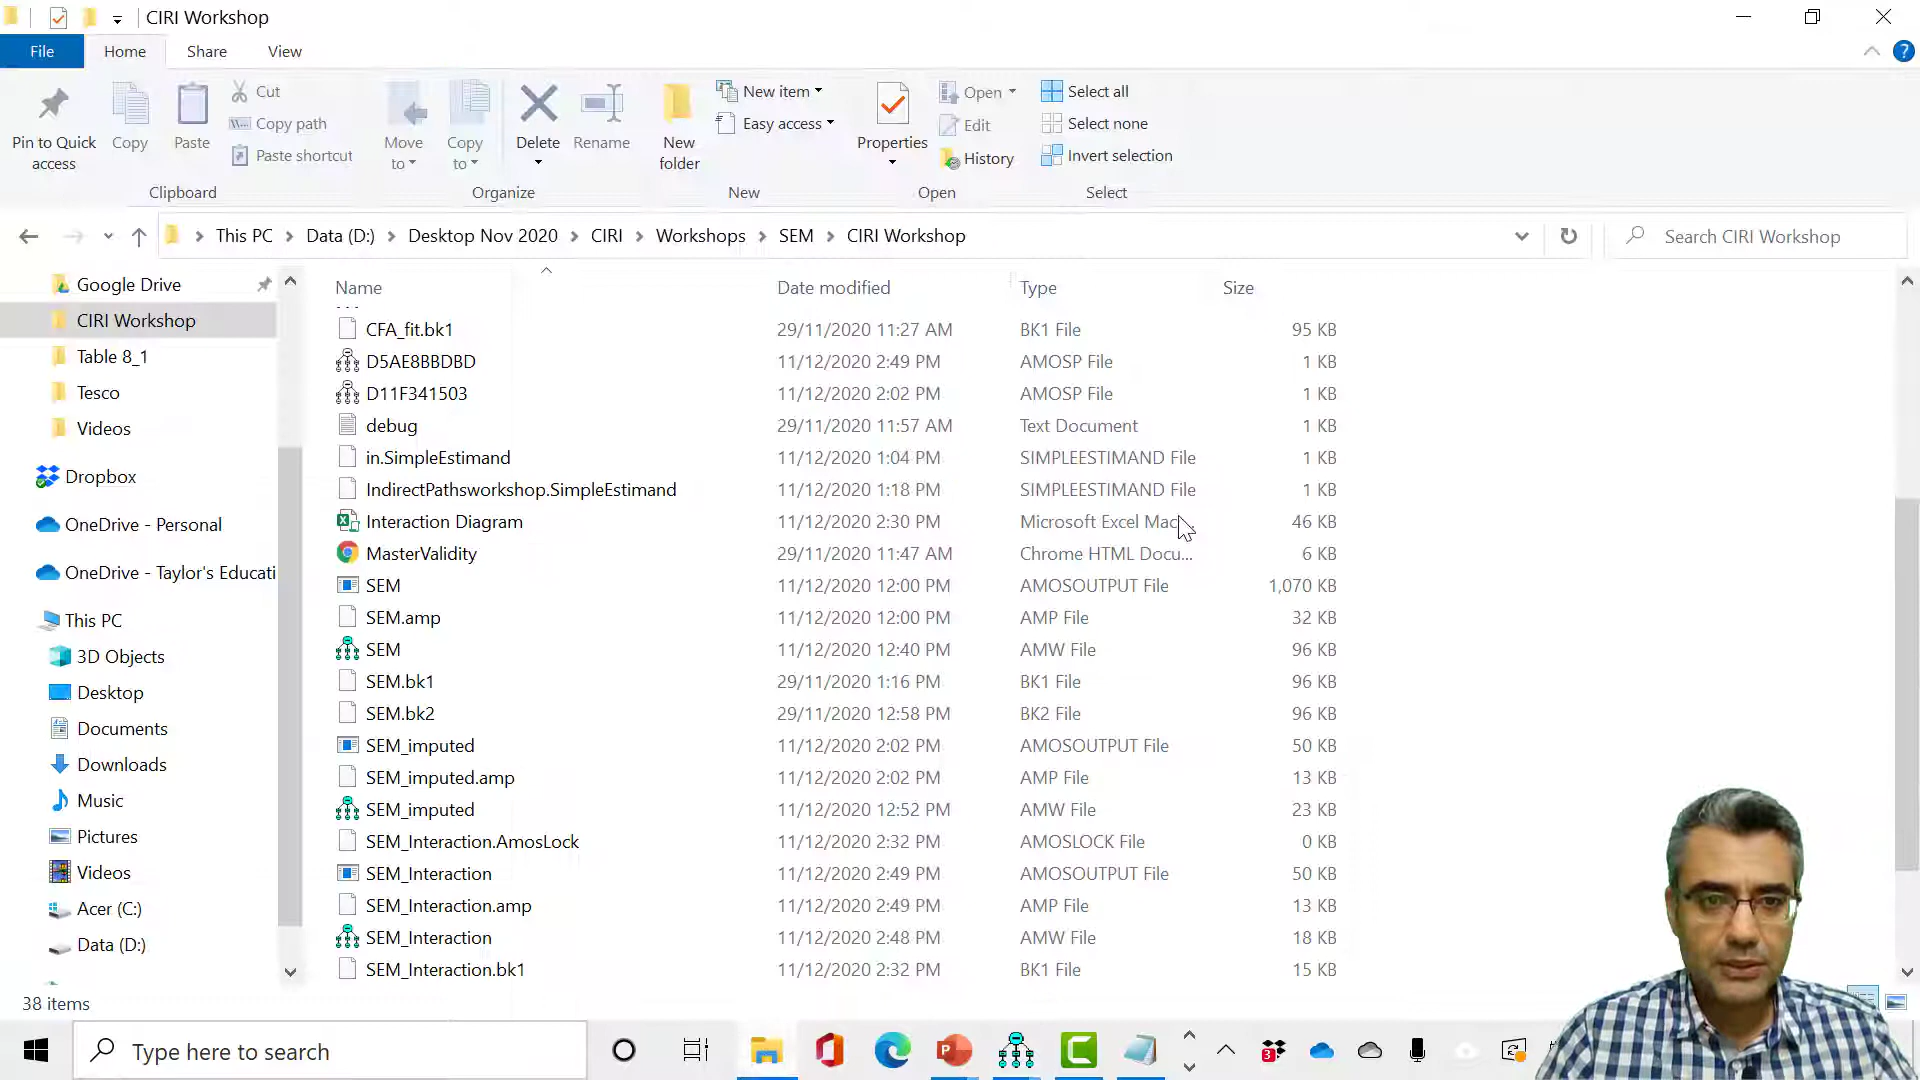 CIRI Workshop
File Home Share View
Pin to Quick access
Copy
Paste
Cut
Copy path
Paste shortcut
Clipboard
Move to
Copy to
Delete
Rename
Organize
New folder
New item
Easy access
New
Properties
Open
Edit
History
Open
Select all
Select none
Invert selection
Select
This PC Data (D:) Desktop Nov 2020 CIRI Workshops SEM CIRI Workshop
Search CIRI Workshop
Google Drive
CIRI Workshop
Table 8_1
Tesco
Videos
Dropbox
OneDrive - Personal
OneDrive - Taylor's Educati
This PC
3D Objects
Desktop
Documents
Downloads
Music
Pictures
Videos
Acer (C:)
Data (D:)
Name Date modified Type Size
CFA_fit.bk1 29/11/2020 11:27 AM BK1 File 95 KB
D5AE8BBDBD 11/12/2020 2:49 PM AMOSP File 1 KB
D11F341503 11/12/2020 2:02 PM AMOSP File 1 KB
debug 29/11/2020 11:57 AM Text Document 1 KB
in.SimpleEstimand 11/12/2020 1:04 PM SIMPLEESTIMAND File 1 KB
IndirectPathsworkshop.SimpleEstimand 11/12/2020 1:18 PM SIMPLEESTIMAND File 1 KB
Interaction Diagram 11/12/2020 2:30 PM Microsoft Excel Mac... 46 KB
MasterValidity 29/11/2020 11:47 AM Chrome HTML Docu... 6 KB
SEM 11/12/2020 12:00 PM AMOSOUTPUT File 1,070 KB
SEM.amp 11/12/2020 12:00 PM AMP File 32 KB
SEM 11/12/2020 12:40 PM AMW File 96 KB
SEM.bk1 29/11/2020 1:16 PM BK1 File 96 KB
SEM.bk2 29/11/2020 12:58 PM BK2 File 96 KB
SEM_imputed 11/12/2020 2:02 PM AMOSOUTPUT File 50 KB
SEM_imputed.amp 11/12/2020 2:02 PM AMP File 13 KB
SEM_imputed 11/12/2020 12:52 PM AMW File 23 KB
SEM_Interaction.AmosLock 11/12/2020 2:32 PM AMOSLOCK File 0 KB
SEM_Interaction 11/12/2020 2:49 PM AMOSOUTPUT File 50 KB
SEM_Interaction.amp 11/12/2020 2:49 PM AMP File 13 KB
SEM_Interaction 11/12/2020 2:48 PM AMW File 18 KB
SEM_Interaction.bk1 11/12/2020 2:32 PM BK1 File 15 KB
38 items
Type here to search